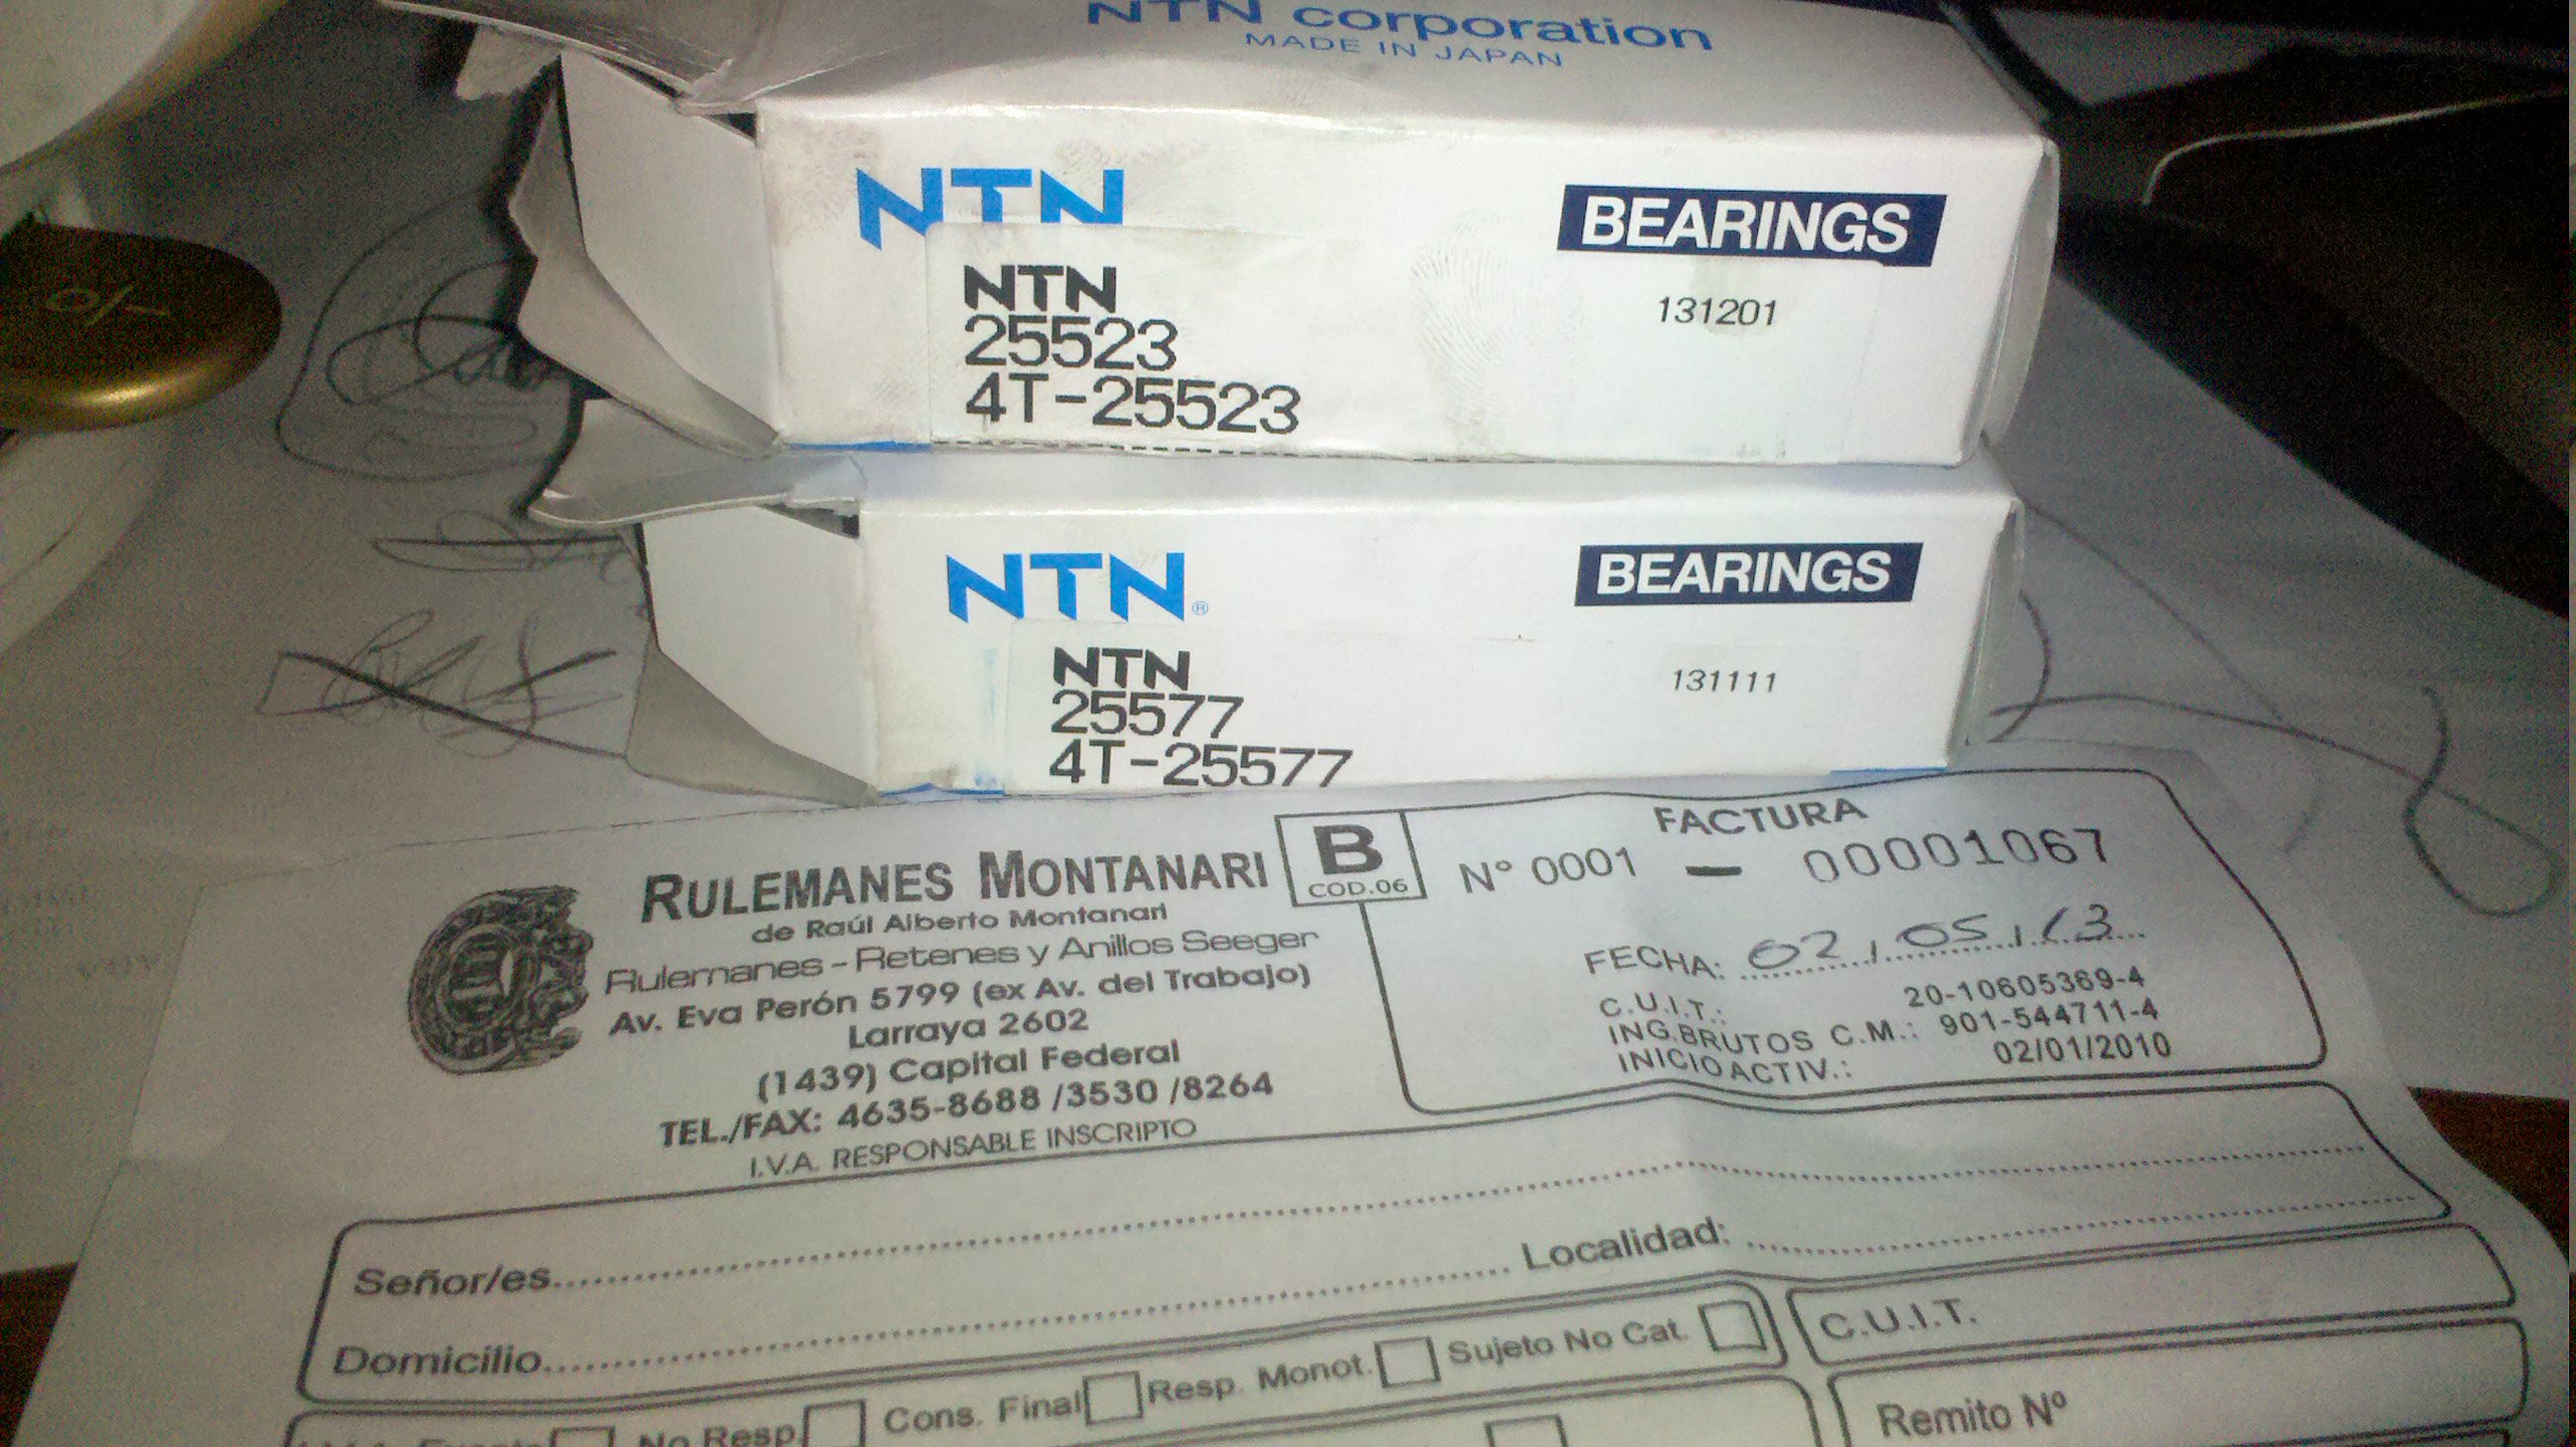 NTN corporation
MADE IN JAPAN
NTN
BEARINGS
NTN
131201
25523
4T-25523
NTN®
BEARINGS
NTN
131111
25577
4T-25577
RULEMANES MONTANARI
de Raúl Alberto Montanari
Rulemanes - Retenes y Anillos Seeger
Av. Eva Perón 5799 (ex Av. del Trabajo)
Larraya 2602
(1439) Capital Federal
TEL./FAX: 4635-8688 /3530 /8264
I.V.A. RESPONSABLE INSCRIPTO
B
COD.06
FACTURA
N° 0001 - 00001067
FECHA: 02, 05, 13
C.U.I.T.: 20-10605369-4
ING.BRUTOS C.M.: 901-544711-4
INICIO ACTIV.: 02/01/2010
Señor/es
Domicilio Localidad:
No Resp. Cons. Final Resp. Monot. Sujeto No Cat.
C.U.I.T.
Remito Nº